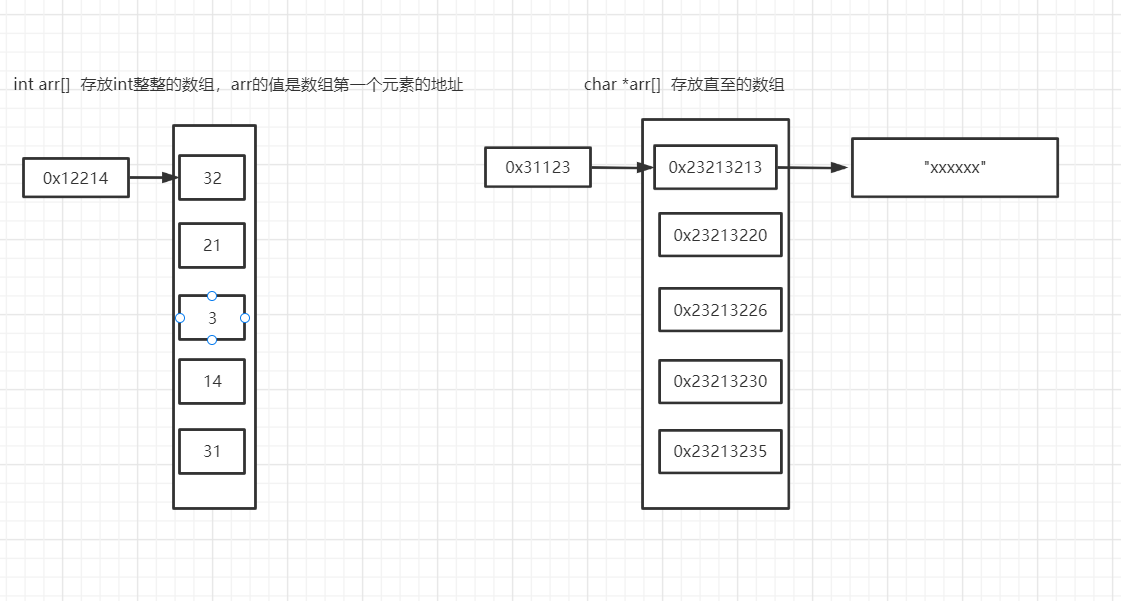 int arr[]  存放int整整的数组，arr的值是数组第一个元素的地址
0x12214
32
21
3
14
31
char *arr[]  存放直至的数组
0x31123
0x23213213
"xxxxxx"
0x23213220
0x23213226
0x23213230
0x23213235